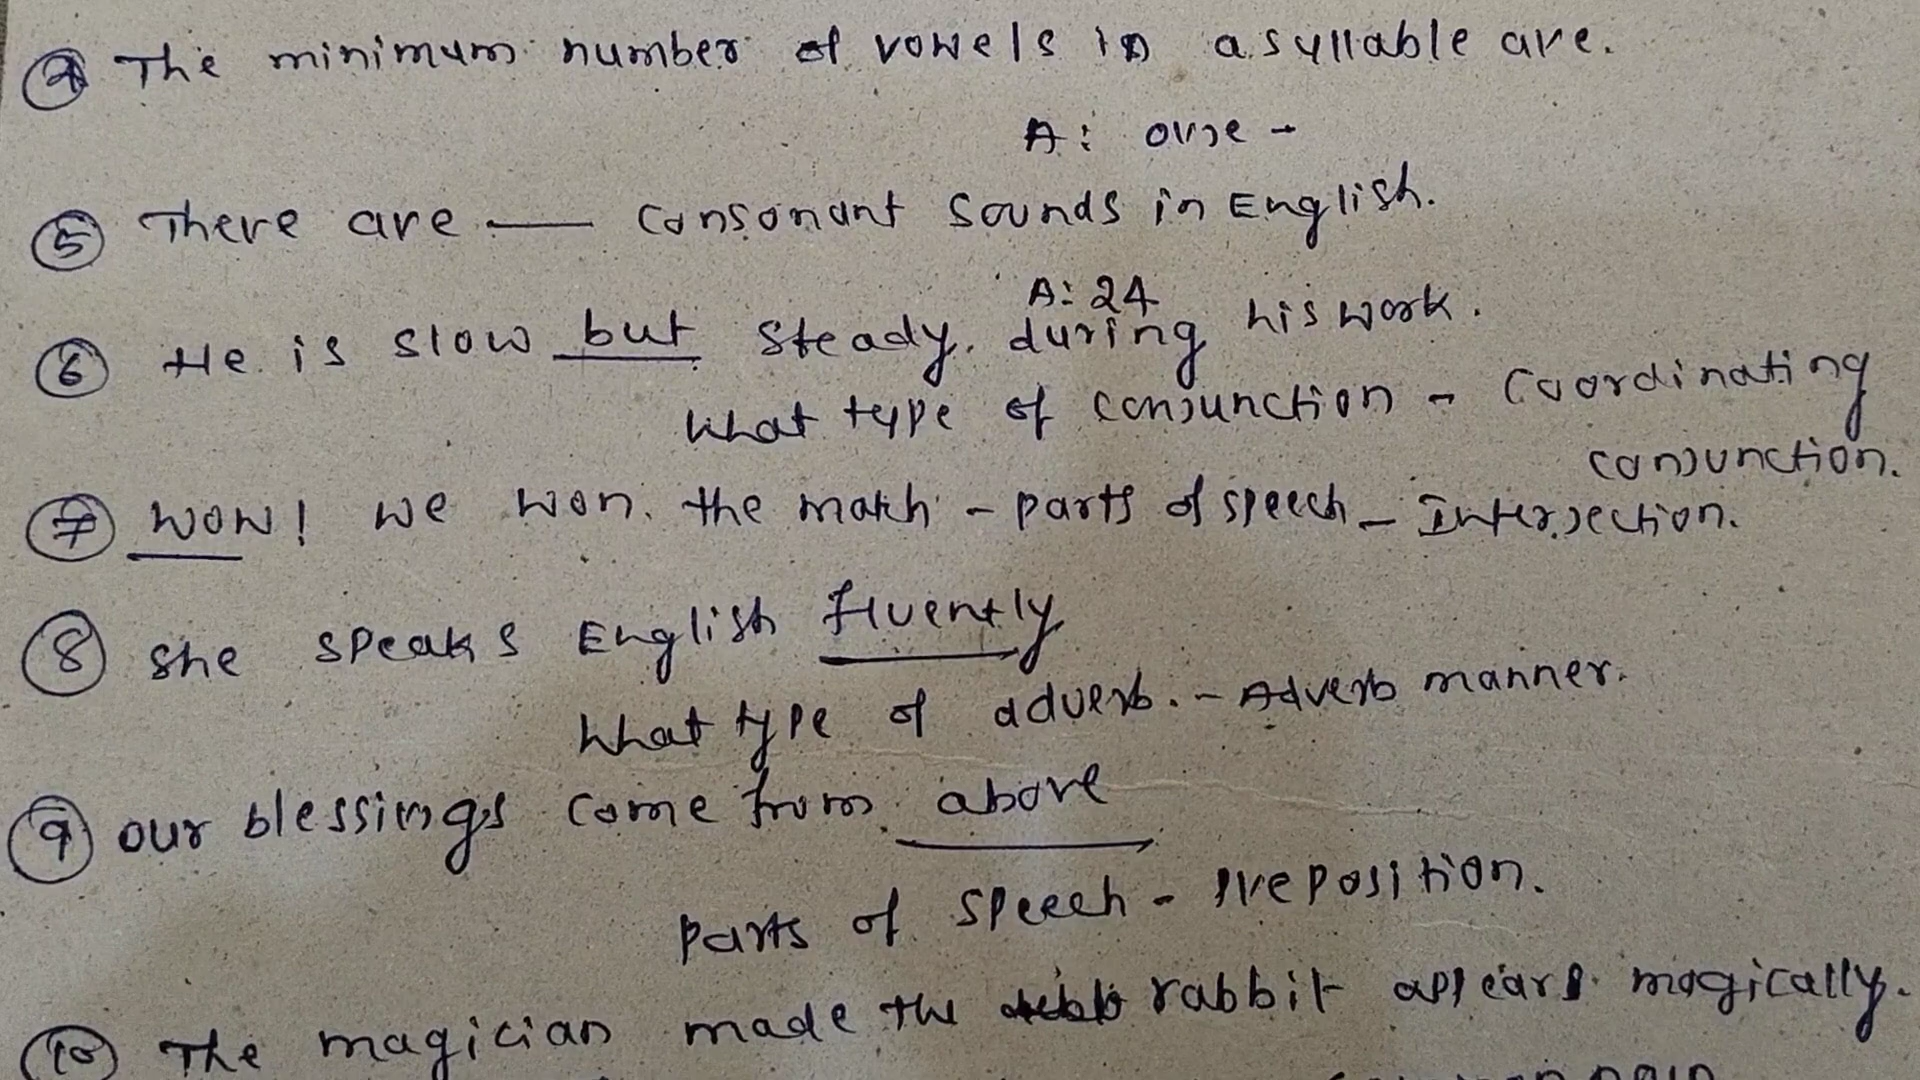 ④ The minimum number of vowels in a syllable are.
A: one -
⑤ There are —— consonant sounds in English.
A: 24
⑥ He is slow but steady. during his work.
What type of conjunction - Coordinating
conjunction.
⑦ Wow! we won. the match - parts of speech - Interjection.
⑧ She speaks English fluently
What type of adverb. - Adverb manner.
⑨ our blessings come from above
parts of speech - preposition.
⑩ The magician made the rabbit appears magically.